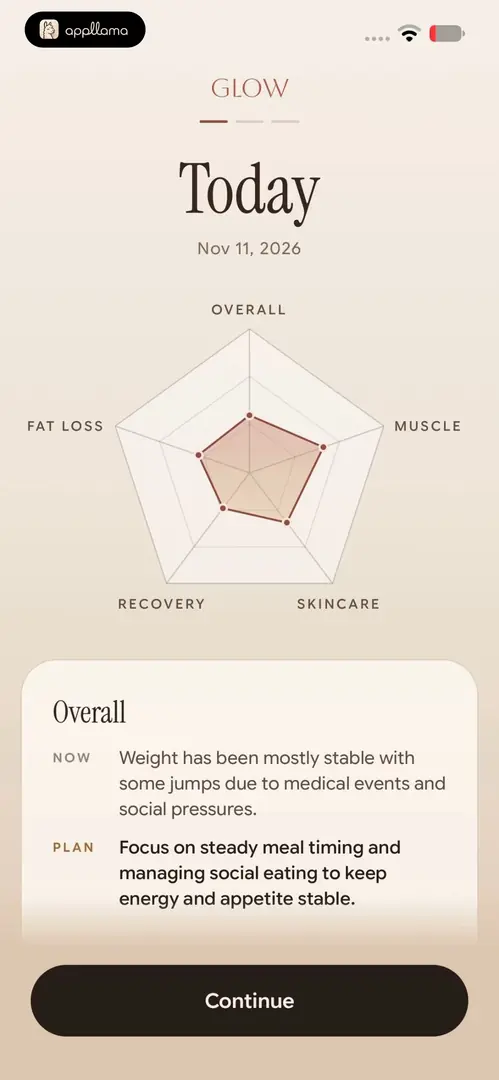 appllama
GLOW
Today
Nov 11, 2026
OVERALL
FAT LOSS
MUSCLE
RECOVERY
SKINCARE
Overall
NOW
Weight has been mostly stable with
some jumps due to medical events and
social pressures.
PLAN
Focus on steady meal timing and
managing social eating to keep
energy and appetite stable.
Continue